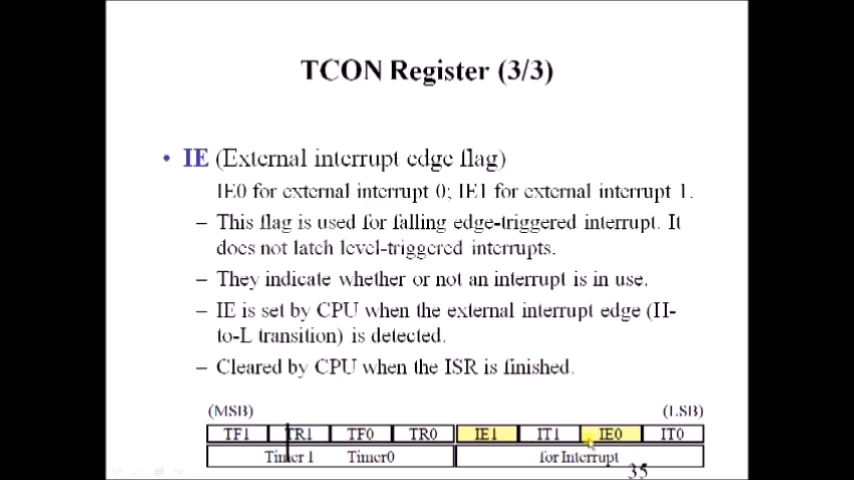 TCON Register (3/3)
• IE (External interrupt edge flag)
IE0 for external interrupt 0; IE1 for external interrupt 1.
– This flag is used for falling edge-triggered interrupt. It
does not latch level-triggered interrupts.
– They indicate whether or not an interrupt is in use.
– IE is set by CPU when the external interrupt edge (H-
to-L transition) is detected.
– Cleared by CPU when the ISR is finished.
(MSB) (LSB)
TF1 TR1 TF0 TR0 IE1 IT1 IE0 IT0
Timer 1 Timer0 for Interrupt
35